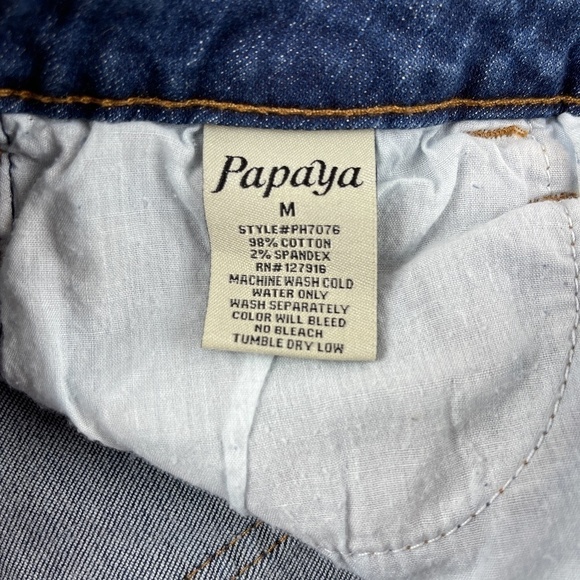 Papaya
M
STYLE#PH7076
98% COTTON
2% SPANDEX
RN#127916
MACHINE WASH COLD
WATER ONLY
WASH SEPARATELY
COLOR WILL BLEED
NO BLEACH
TUMBLE DRY LOW